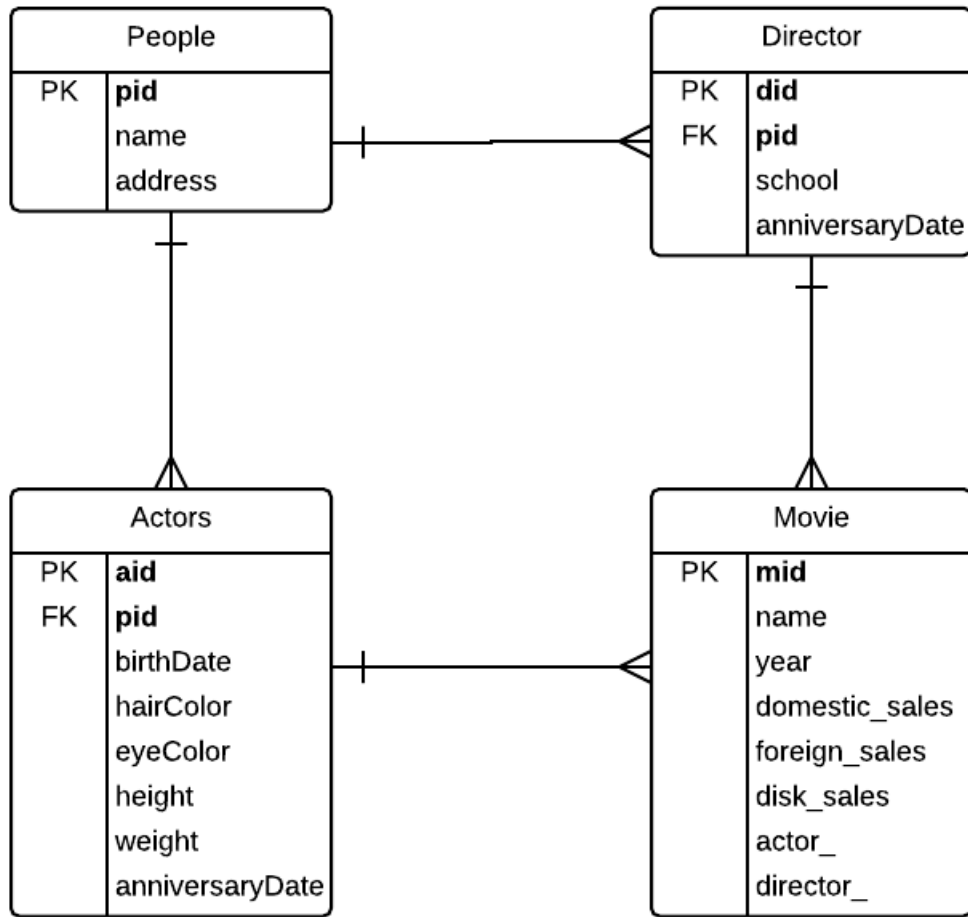 People
PK pid
name
address
Director
PK did
FK pid
school
anniversaryDate
Actors
PK aid
FK pid
birthDate
hairColor
eyeColor
height
weight
anniversaryDate
Movie
PK mid
name
year
domestic_sales
foreign_sales
disk_sales
actor_
director_